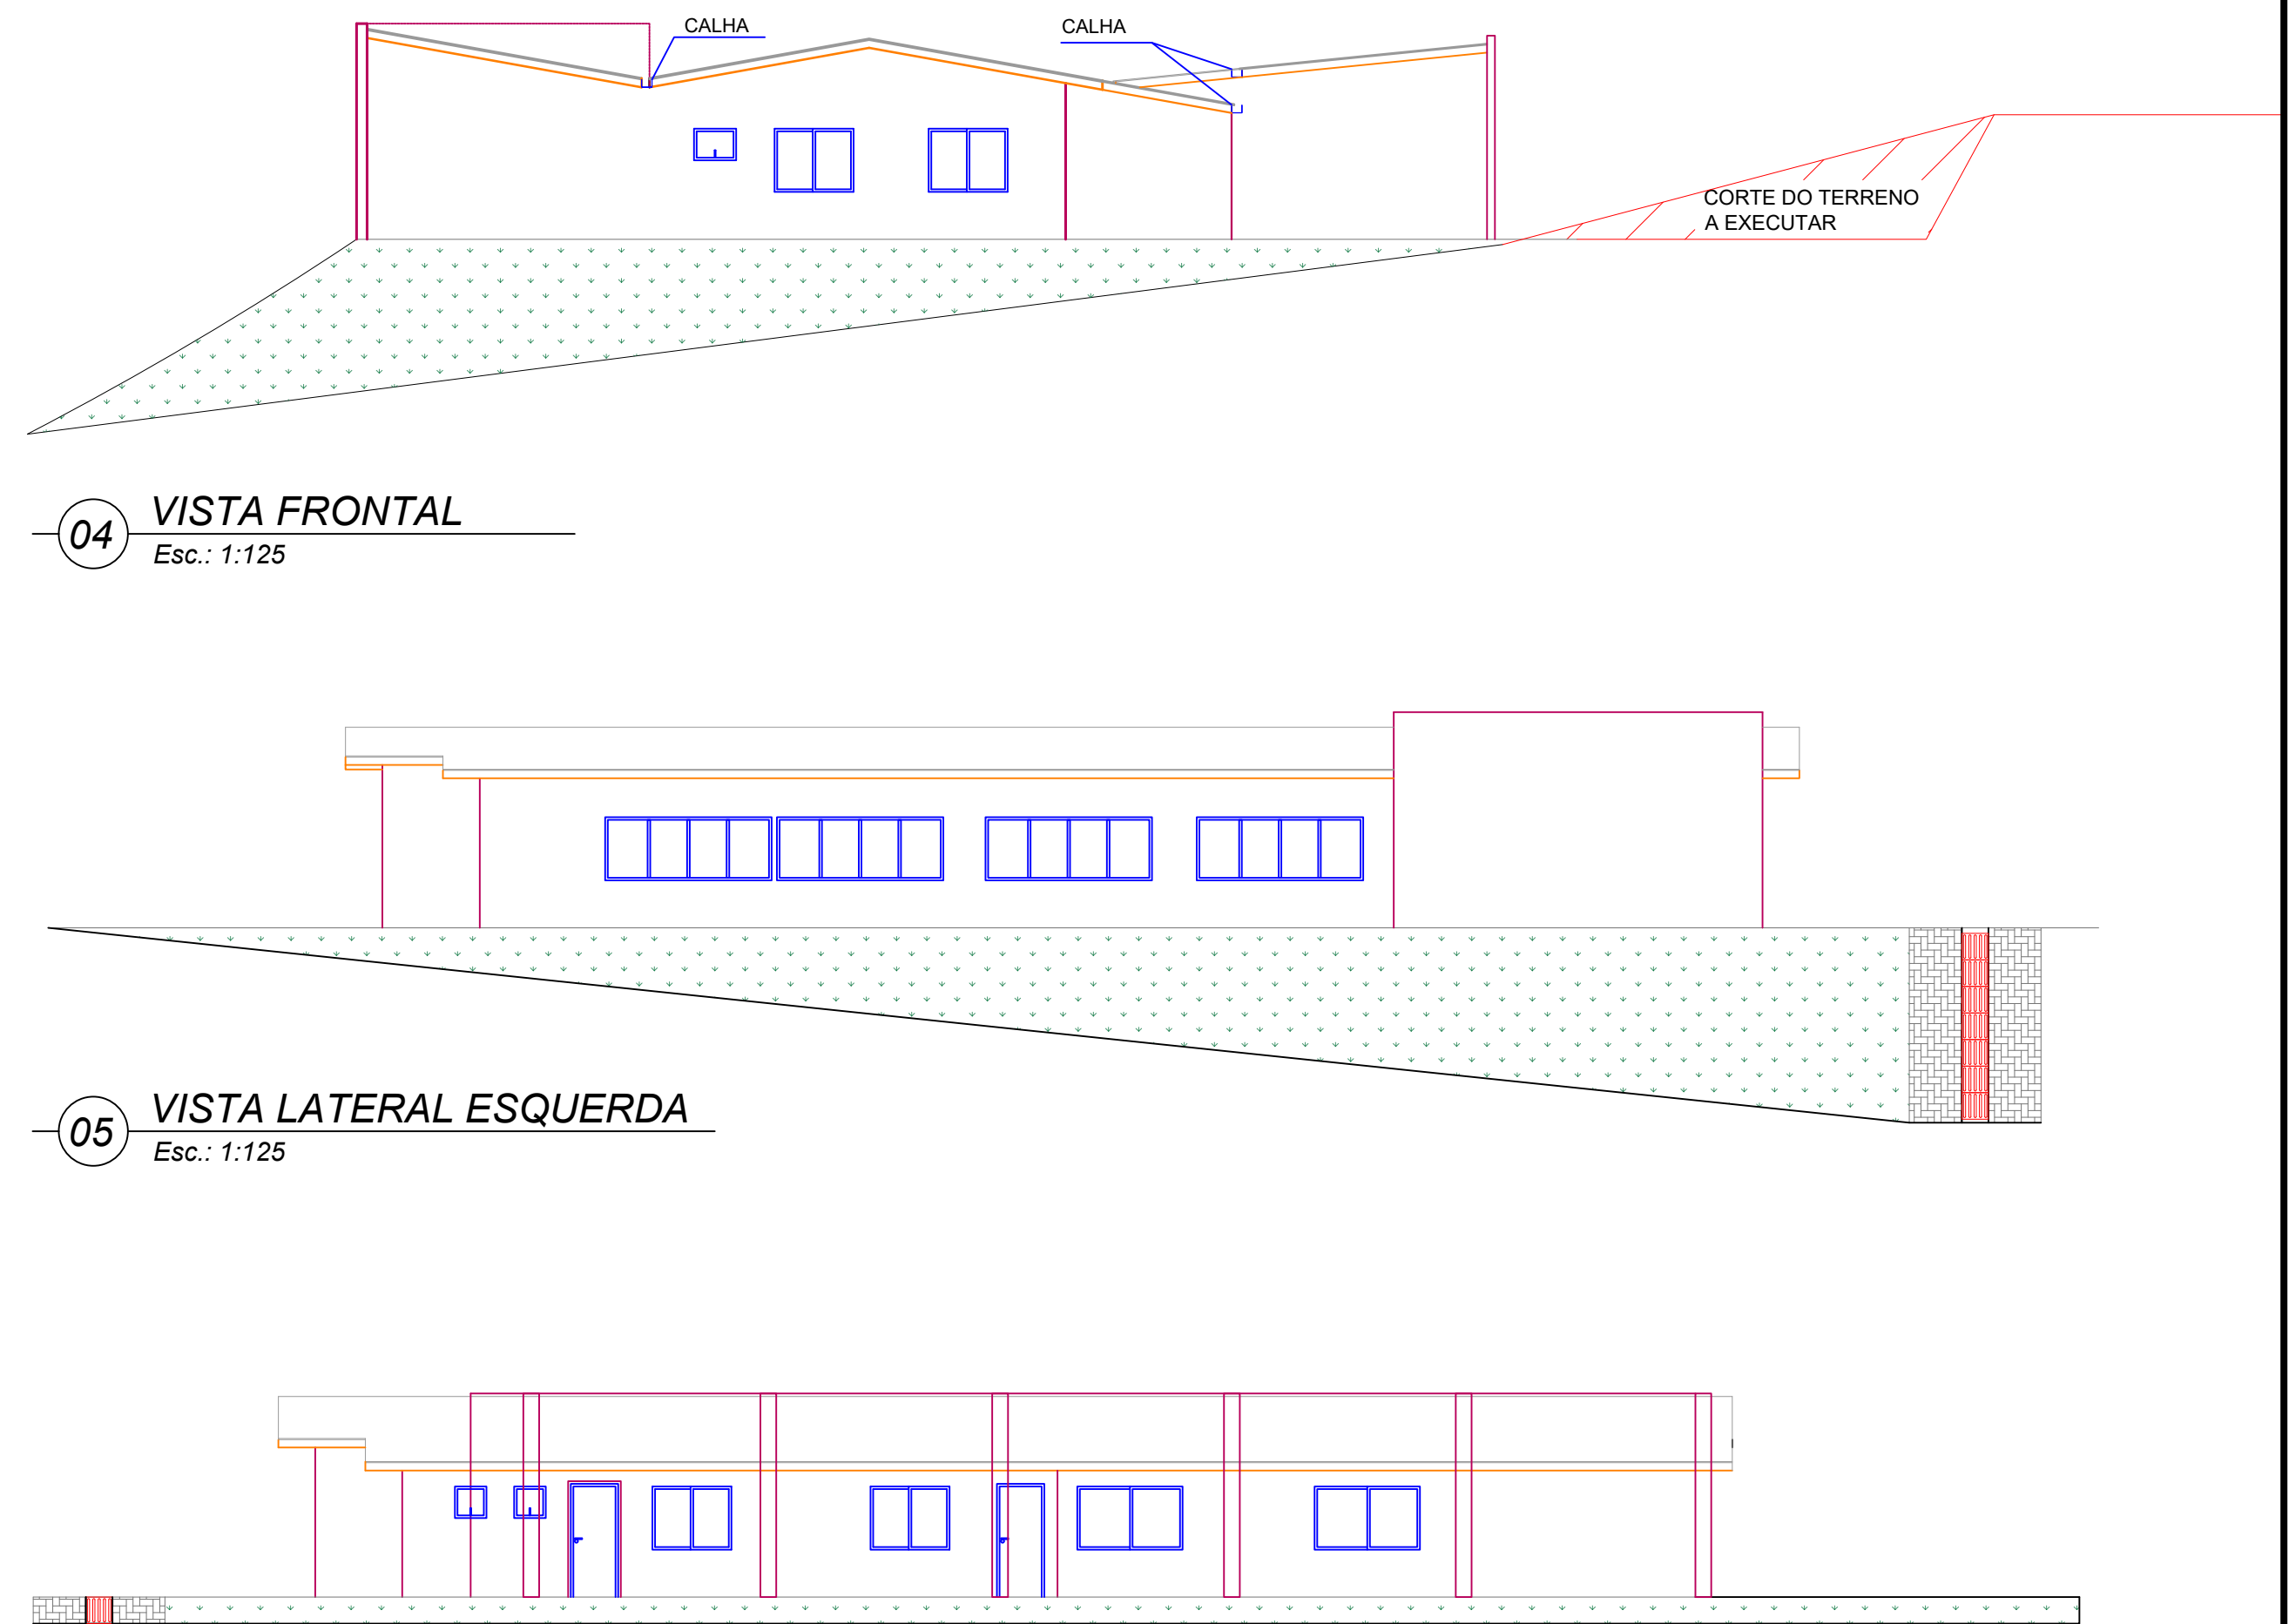 CALHA
CALHA
CORTE DO TERRENO
A EXECUTAR
04
VISTA FRONTAL
Esc.: 1:125
05
VISTA LATERAL ESQUERDA
Esc.: 1:125